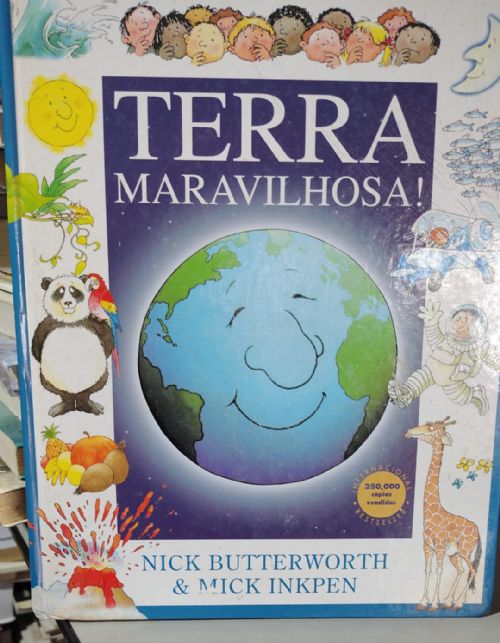 TERRA
MARAVILHOSA!
INTERNACIONAL
250,000
cópias
vendidas
BESTSELLER
NICK BUTTERWORTH
& MICK INKPEN